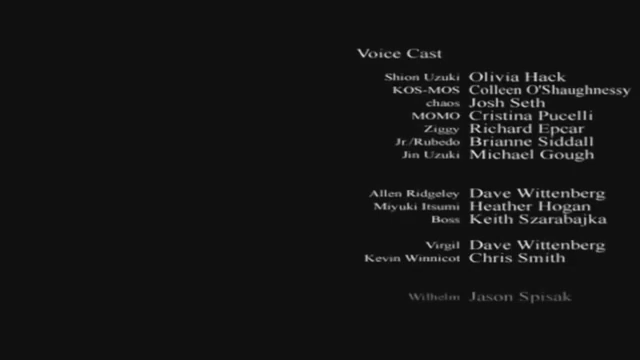 Voice Cast
Shion Uzuki Olivia Hack
KOS-MOS Colleen O'Shaughnessy
chaos Josh Seth
MOMO Cristina Pucelli
Ziggy Richard Epcar
Jr./Rubedo Brianne Siddall
Jin Uzuki Michael Gough
Allen Ridgeley Dave Wittenberg
Miyuki Itsumi Heather Hogan
Boss Keith Szarabajka
Virgil Dave Wittenberg
Kevin Winnicot Chris Smith
Wilhelm Jason Spisak